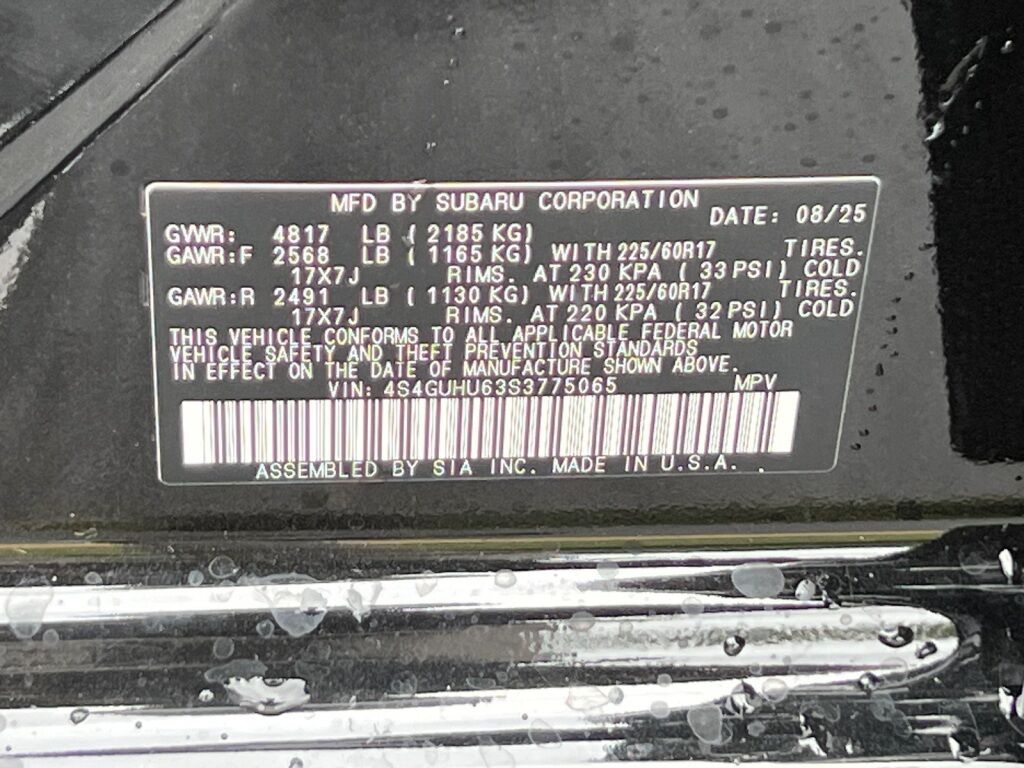 MFD BY SUBARU CORPORATION
DATE: 08/25
GVWR: 4817 LB ( 2185 KG)
GAWR:F 2568 LB ( 1165 KG) WITH 225/60R17 TIRES.
17X7J RIMS. AT 230 KPA ( 33 PSI) COLD
GAWR:R 2491 LB ( 1130 KG) WITH 225/60R17 TIRES.
17X7J RIMS. AT 220 KPA ( 32 PSI) COLD
THIS VEHICLE CONFORMS TO ALL APPLICABLE FEDERAL MOTOR
VEHICLE SAFETY AND THEFT PREVENTION STANDARDS
IN EFFECT ON THE DATE OF MANUFACTURE SHOWN ABOVE.
VIN: 4S4GUHU63S3775065 MPV
ASSEMBLED BY SIA INC. MADE IN U.S.A. .